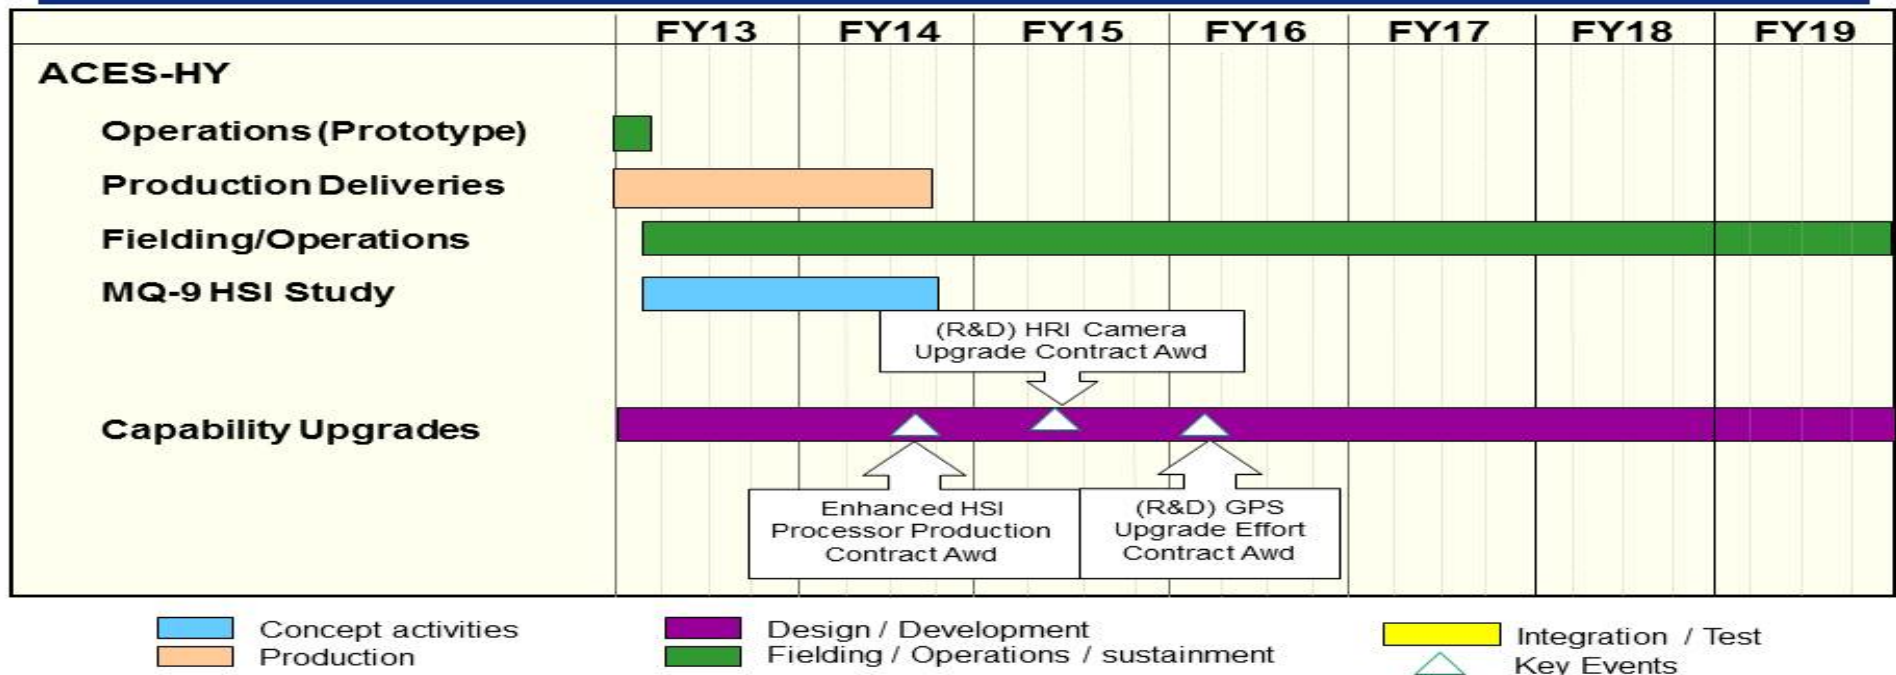 FY13 FY14 FY15 FY16 FY17 FY18 FY19
ACES-HY
Operations (Prototype)
Production Deliveries
Fielding/Operations
MQ-9 HSI Study
(R&D) HRI Camera
Upgrade Contract Awd
Capability Upgrades
Enhanced HSI
Processor Production
Contract Awd
(R&D) GPS
Upgrade Effort
Contract Awd
Concept activities
Production
Design / Development
Fielding / Operations / sustainment
Integration / Test
Key Events